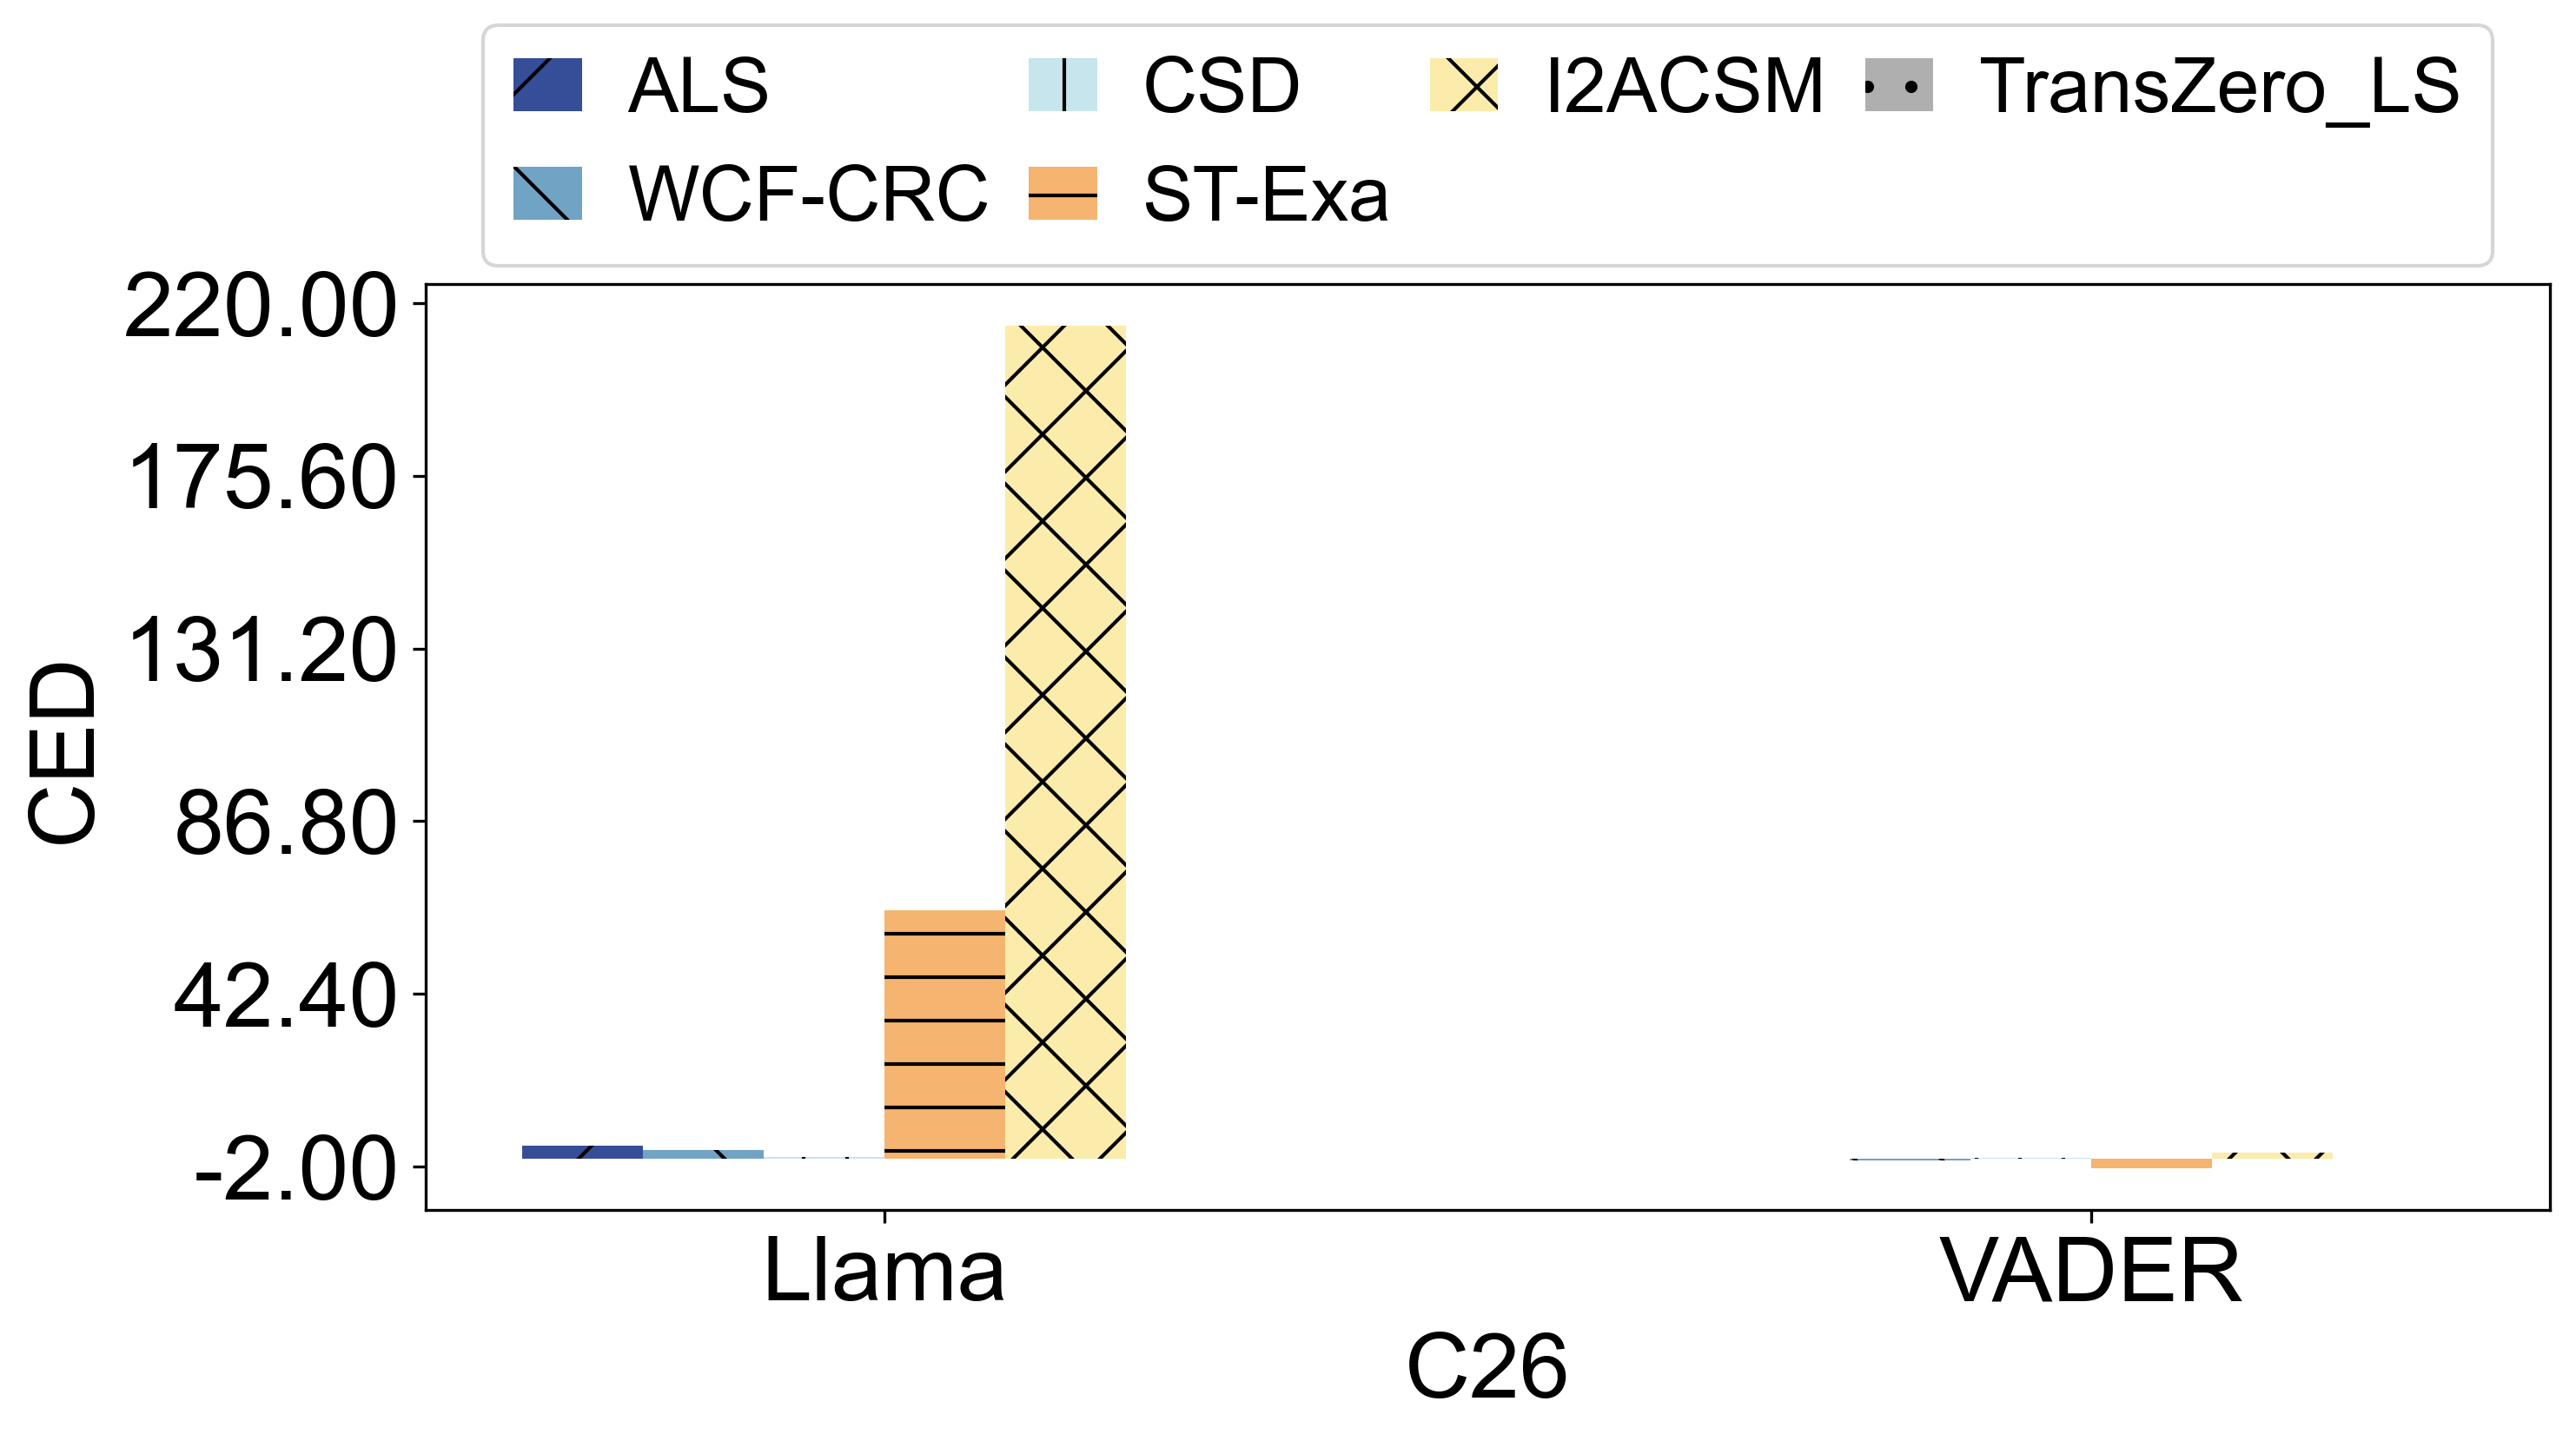 ALS CSD I2ACSM TransZero_LS
WCF-CRC ST-Exa
220.00
175.60
131.20
86.80
42.40
-2.00
CED
Llama VADER
C26